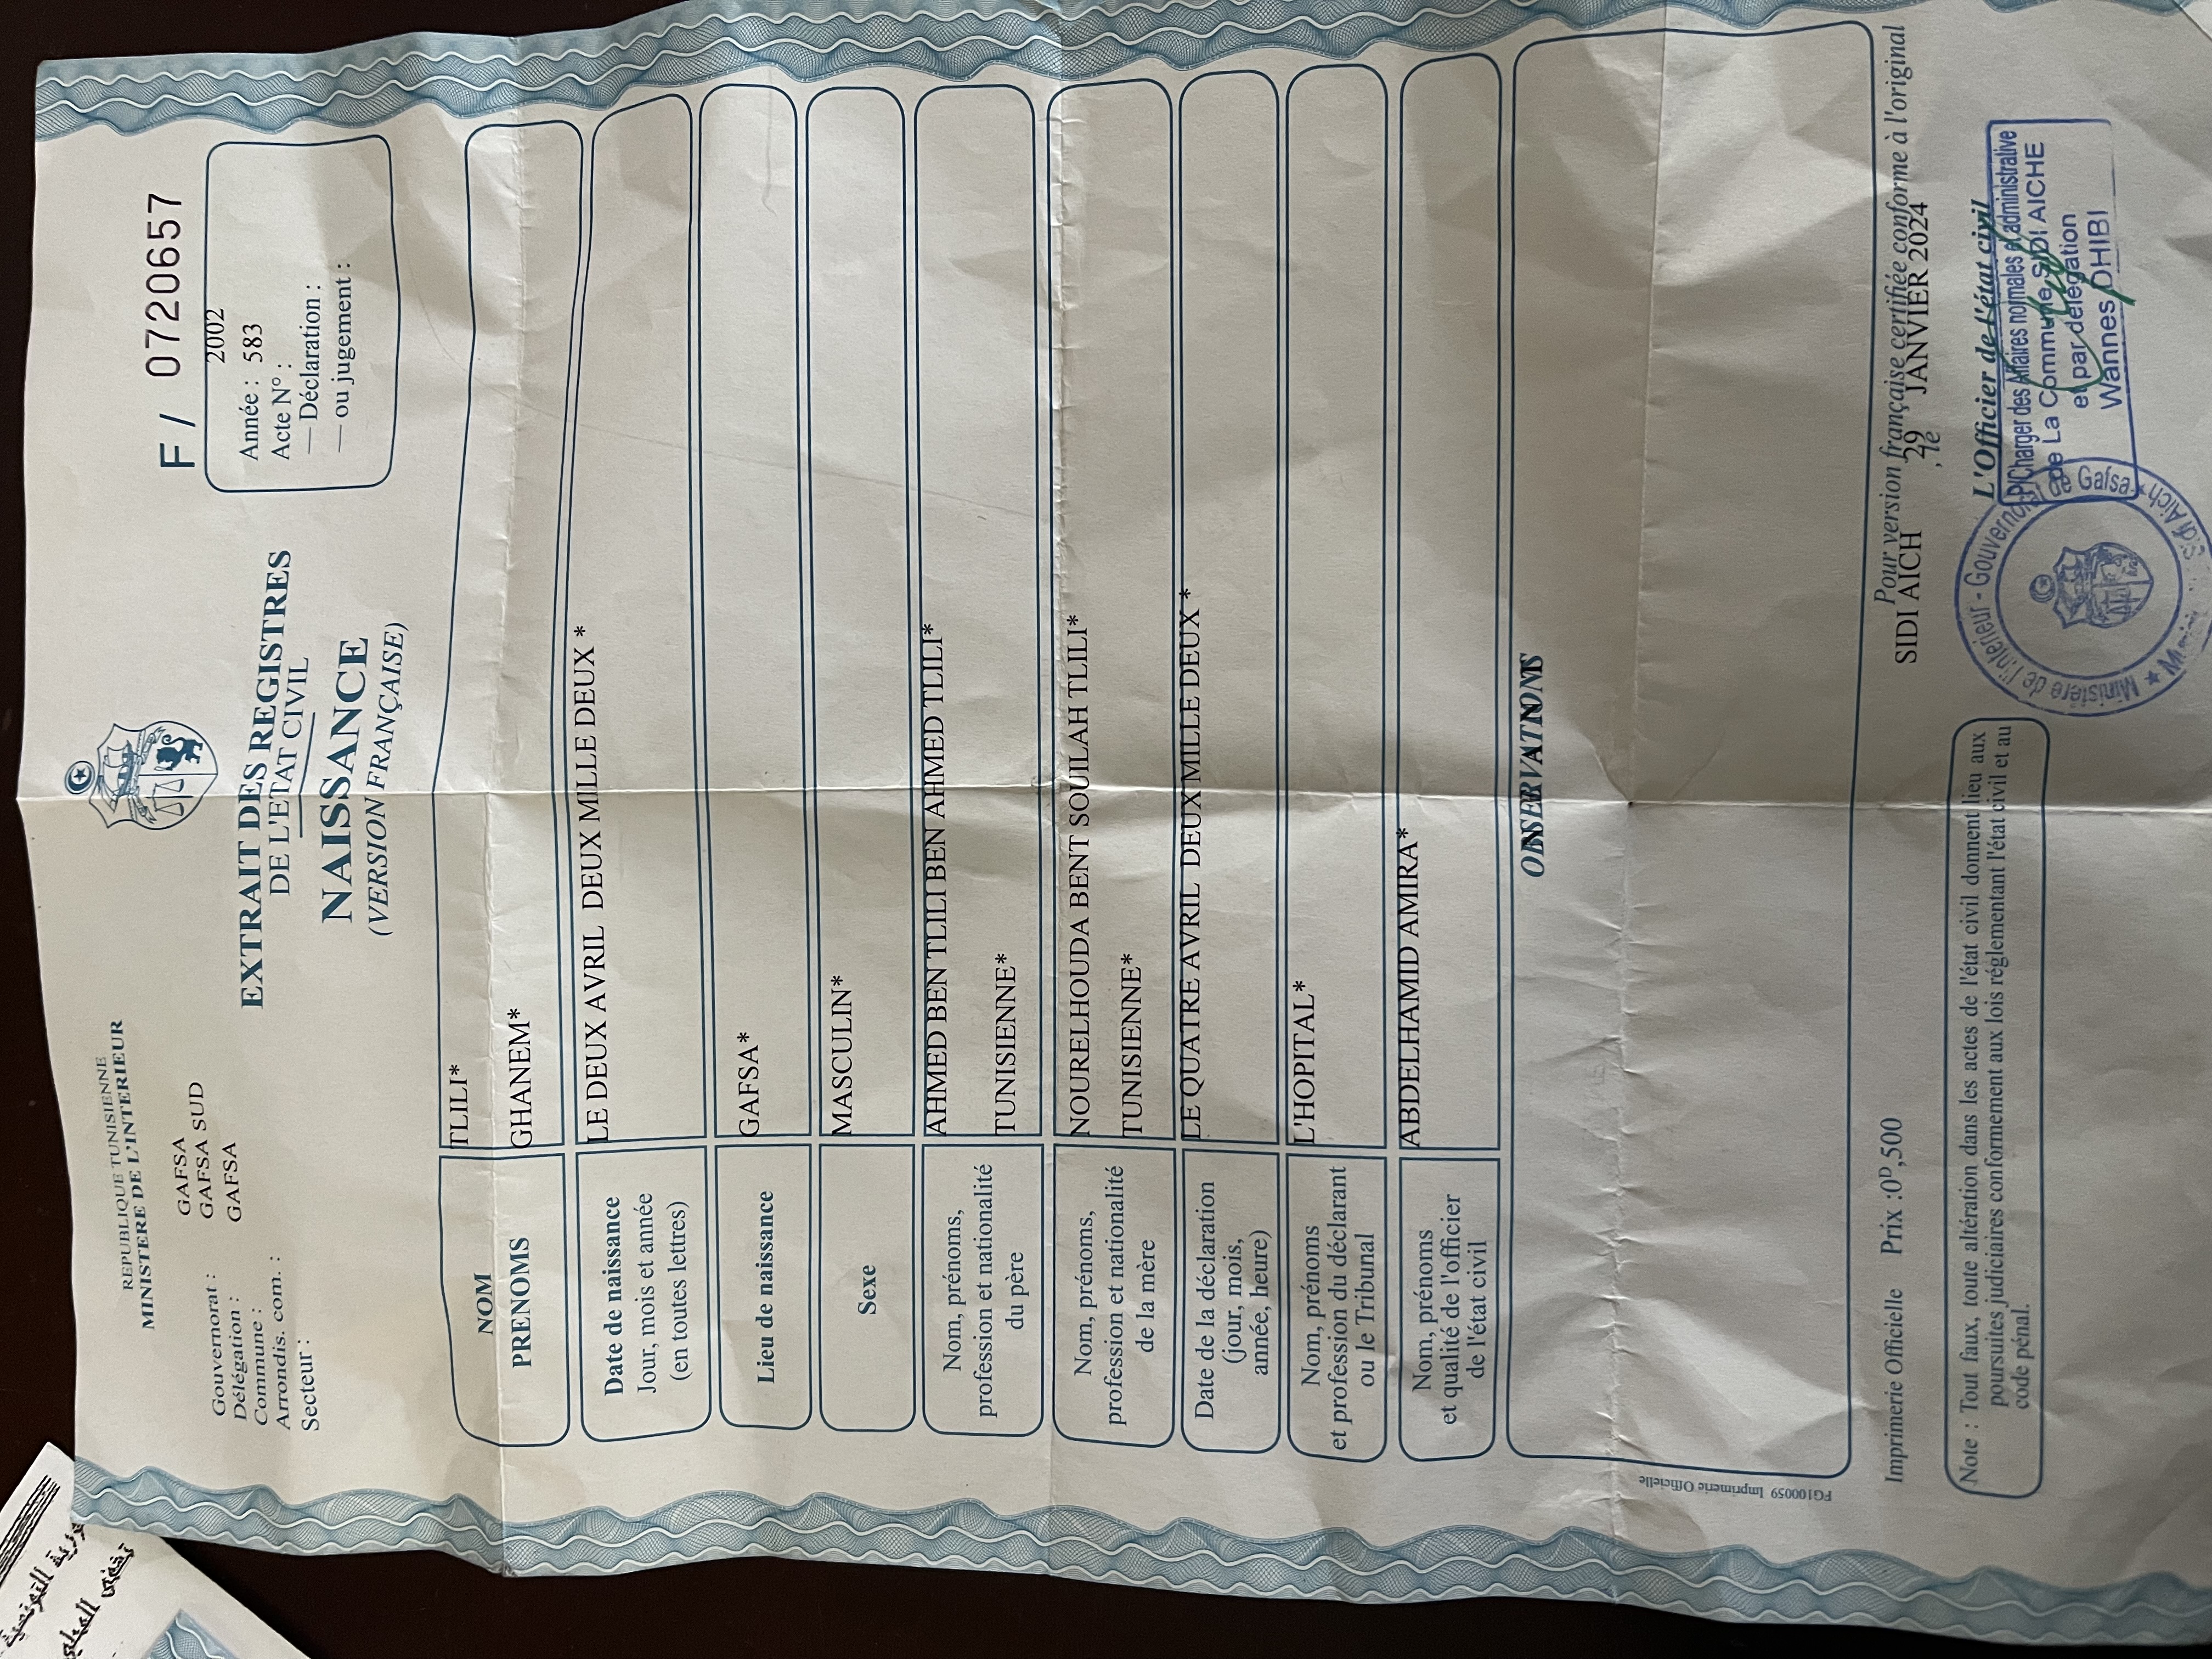 REPUBLIQUE TUNISIENNE
MINISTERE DE L'INTERIEUR
Gouvernorat : GAFSA
Délégation : GAFSA SUD
Commune : GAFSA
Arrondis. com. :
Secteur :
F / 0720657
2002
Année : 583
Acte N° :
— Déclaration :
— ou jugement :
EXTRAIT DES REGISTRES
DE L'ETAT CIVIL
NAISSANCE
(VERSION FRANÇAISE)
NOM TLILI*
PRENOMS GHANEM*
Date de naissance
Jour, mois et année
(en toutes lettres)
LE DEUX AVRIL DEUX MILLE DEUX *
Lieu de naissance GAFSA*
Sexe MASCULIN*
Nom, prénoms,
profession et nationalité
du père
AHMED BEN TLILI BEN AHMED TLILI*
TUNISIENNE*
Nom, prénoms,
profession et nationalité
de la mère
NOURELHOUDA BENT SOUILAH TLILI*
TUNISIENNE*
Date de la déclaration
(jour, mois,
année, heure)
LE QUATRE AVRIL DEUX MILLE DEUX *
Nom, prénoms
et profession du déclarant
ou le Tribunal
L'HOPITAL*
Nom, prénoms
et qualité de l'officier
de l'état civil
ABDELHAMID AMIRA*
OBSERVATIONS
PG100059 Imprimerie Officielle
Imprimerie Officielle Prix :0D,500
Pour version française certifiée conforme à l'original
SIDI AICH , le 29 JANVIER 2024
L'Officier de l'état civil
P/Charger des Affaires normales et administrative
de La Commune SIDI AICHE
et par délégation
Wannes DHIBI
Ministère de l'intérieur - Gouvernorat de Gafsa
Sidi Aich
Note : Tout faux, toute altération dans les actes de l'état civil donnent lieu aux
poursuites judiciaires conformement aux lois réglementant l'état civil et au
code pénal.